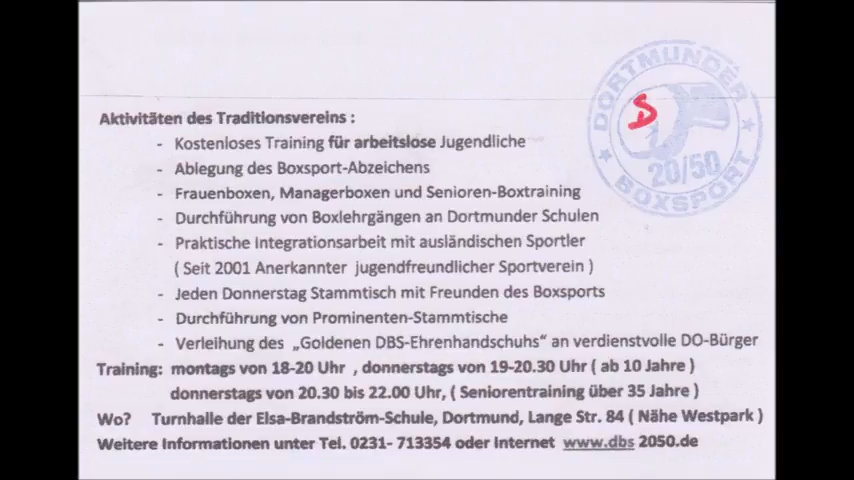 DORTMUNDER
20/50
BOXSPORT
Aktivitäten des Traditionsvereins :
- Kostenloses Training für arbeitslose Jugendliche
- Ablegung des Boxsport-Abzeichens
- Frauenboxen, Managerboxen und Senioren-Boxtraining
- Durchführung von Boxlehrgängen an Dortmunder Schulen
- Praktische Integrationsarbeit mit ausländischen Sportler
( Seit 2001 Anerkannter jugendfreundlicher Sportverein )
- Jeden Donnerstag Stammtisch mit Freunden des Boxsports
- Durchführung von Prominenten-Stammtische
- Verleihung des „Goldenen DBS-Ehrenhandschuhs“ an verdienstvolle DO-Bürger
Training: montags von 18-20 Uhr , donnerstags von 19-20.30 Uhr ( ab 10 Jahre )
donnerstags von 20.30 bis 22.00 Uhr, ( Seniorentraining über 35 Jahre )
Wo? Turnhalle der Elsa-Brandström-Schule, Dortmund, Lange Str. 84 ( Nähe Westpark )
Weitere Informationen unter Tel. 0231- 713354 oder Internet www.dbs 2050.de